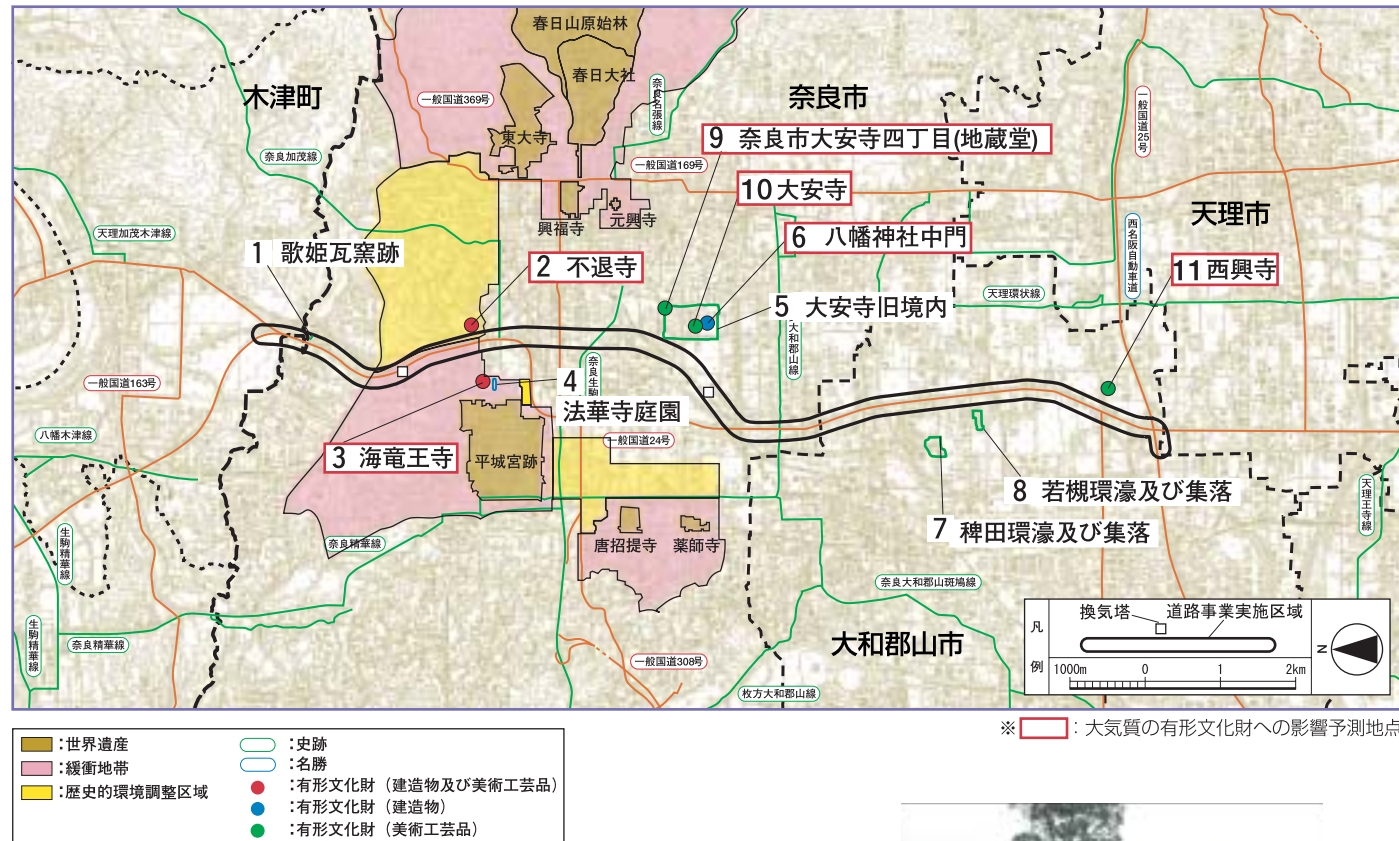 春日山原始林
春日大社
奈良名張線
木津町
一般国道369号
奈良市
一般国道25号
東大寺
9 奈良市大安寺四丁目(地蔵堂)
奈良加茂線
一般国道169号
10 大安寺
天理市
元興寺
興福寺
西名阪自動車道
天理加茂木津線
1 歌姫瓦窯跡
6 八幡神社中門
2 不退寺
11 西興寺
天理環状線
5 大安寺旧境内
大和郡山線
奈良生駒
一般国道163号
4
法華寺庭園
八幡木津線
一般国道24号
3 海竜王寺
平城宮跡
8 若槻環濠及び集落
天理王寺線
生駒精華線
7 稗田環濠及び集落
奈良精華線
唐招提寺
薬師寺
奈良大和郡山斑鳩線
生駒精華線
奈良精華線
大和郡山市
一般国道308号
枚方大和郡山線
凡例
換気塔
道路事業実施区域
1000m 0 1 2km
N
※ :大気質の有形文化財への影響予測地点
:世界遺産
:緩衝地帯
:歴史的環境調整区域
:史跡
:名勝
:有形文化財（建造物及び美術工芸品）
:有形文化財（建造物）
:有形文化財（美術工芸品）